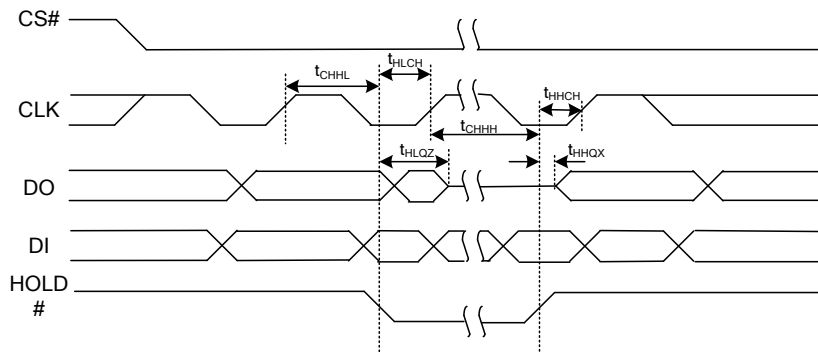 CS#
tCHHL
tHLCH
tHHCH
CLK
tCHHH
tHLQZ
tHHQX
DO
DI
HOLD
#